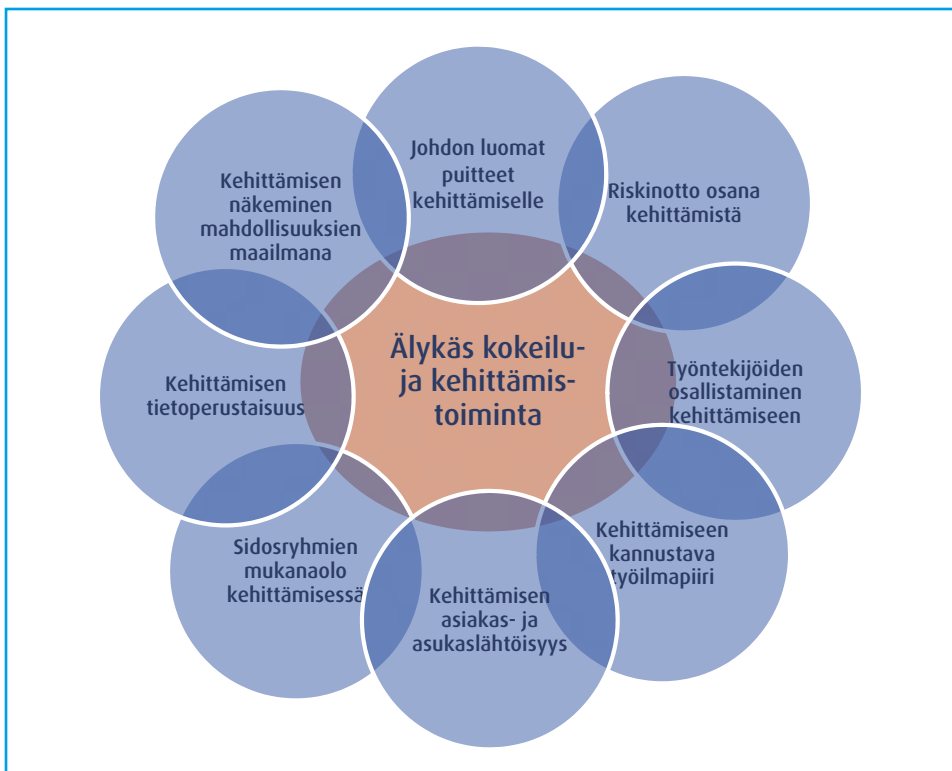 Johdon luomat
puitteet
kehittämiselle
Riskinotto osana
kehittämistä
Työntekijöiden
osallistaminen
kehittämiseen
Kehittämiseen
kannustava
työilmapiiri
Kehittämisen
asiakas- ja
asukaslähtöisyys
Sidosryhmien
mukanaolo
kehittämisessä
Kehittämisen
tietoperustaisuus
Kehittämisen
näkeminen
mahdollisuuksien
maailmana
Älykäs kokeilu-
ja kehittämis-
toiminta